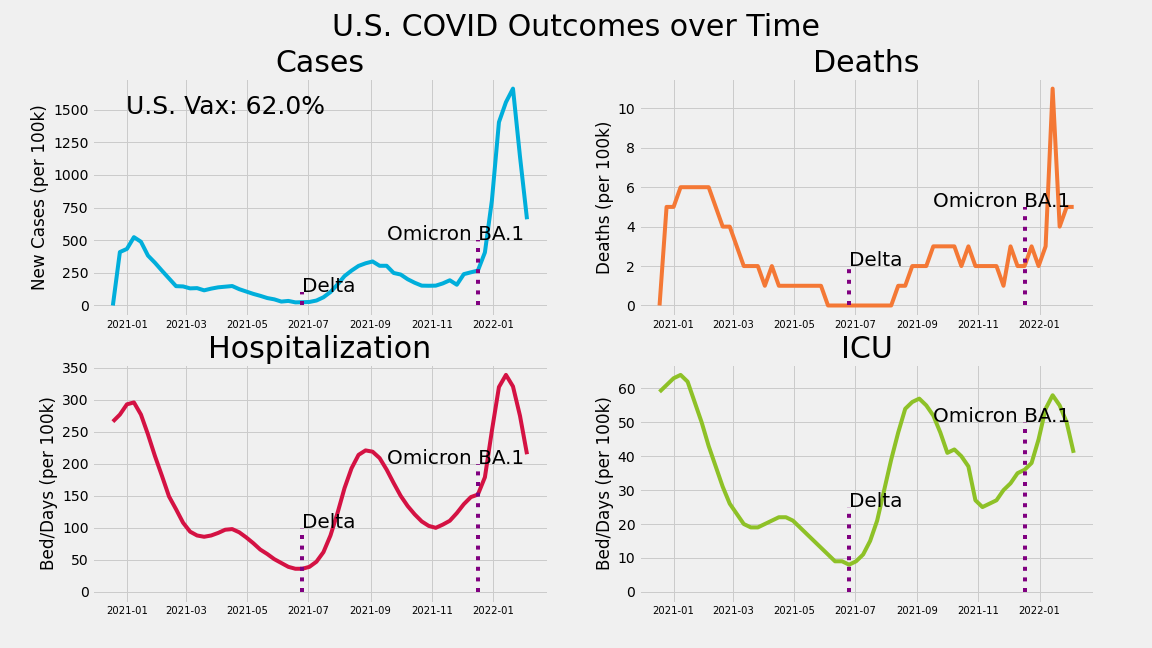 U.S. COVID Outcomes over Time
Cases
New Cases (per 100k)
1500
1250
1000
750
500
250
0
U.S. Vax: 62.0%
Delta
Omicron BA.1
2021-01 2021-03 2021-05 2021-07 2021-09 2021-11 2022-01
Deaths
Deaths (per 100k)
10
8
6
4
2
0
Delta
Omicron BA.1
2021-01 2021-03 2021-05 2021-07 2021-09 2021-11 2022-01
Hospitalization
Bed/Days (per 100k)
350
300
250
200
150
100
50
0
Delta
Omicron BA.1
2021-01 2021-03 2021-05 2021-07 2021-09 2021-11 2022-01
ICU
Bed/Days (per 100k)
60
50
40
30
20
10
0
Delta
Omicron BA.1
2021-01 2021-03 2021-05 2021-07 2021-09 2021-11 2022-01